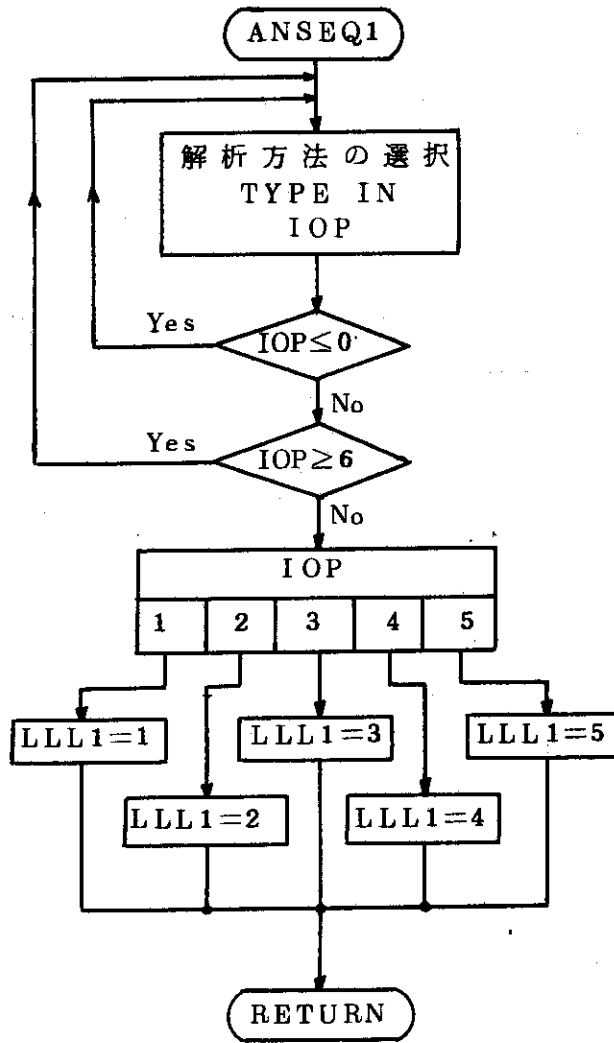 ANSEQ1
解析方法の選択
TYPE IN
IOP
Yes
IOP≤0
No
Yes
IOP≥6
No
IOP
1 2 3 4 5
LLL1=1
LLL1=3
LLL1=5
LLL1=2
LLL1=4
RETURN